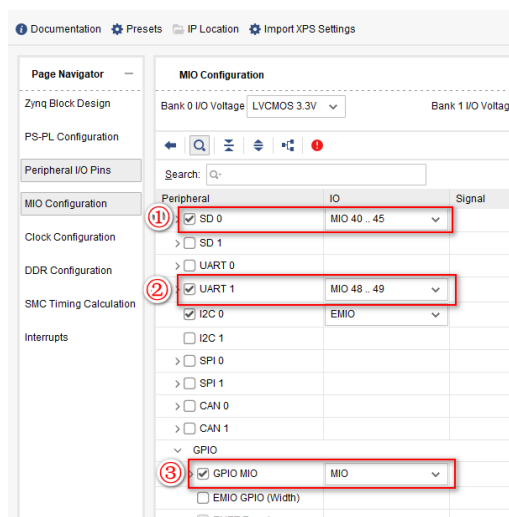 Documentation Presets IP Location Import XPS Settings
Page Navigator
Zynq Block Design
PS-PL Configuration
Peripheral I/O Pins
MIO Configuration
Clock Configuration
DDR Configuration
SMC Timing Calculation
Interrupts
MIO Configuration
Bank 0 I/O Voltage LVCMOS 3.3V Bank 1 I/O Voltag
Search: Q-
Peripheral IO Signal
① SD 0 MIO 40 .. 45
SD 1
UART 0
② UART 1 MIO 48 .. 49
I2C 0 EMIO
I2C 1
SPI 0
SPI 1
CAN 0
CAN 1
GPIO
③ GPIO MIO MIO
EMIO GPIO (Width)